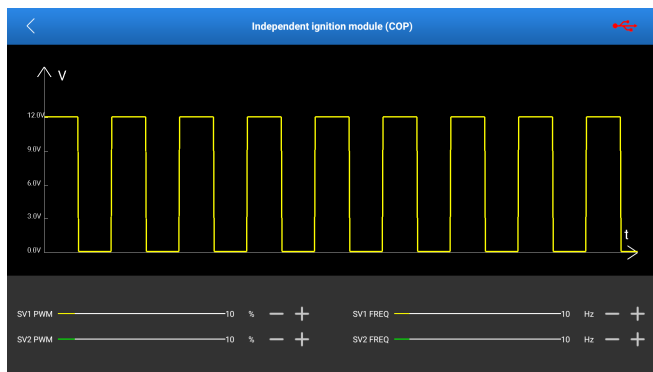 Independent ignition module (COP)
V
12.0V
9.0V
6.0V
3.0V
0.0V
t
SV1 PWM 10 % SV1 FREQ 10 Hz
SV2 PWM 10 % SV2 FREQ 10 Hz